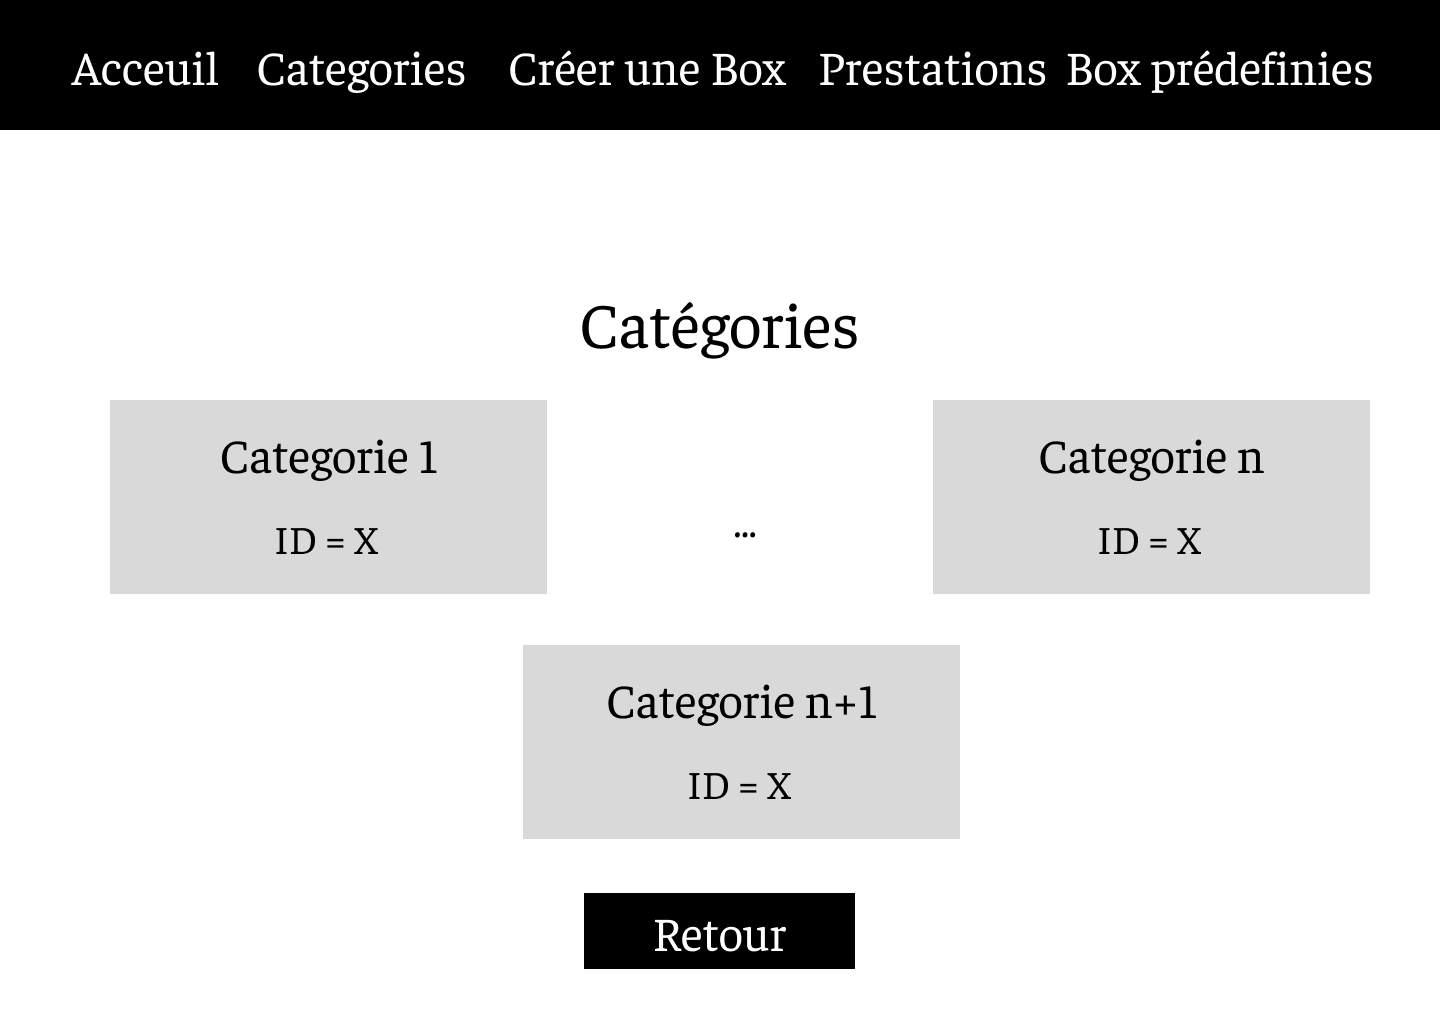 Acceuil Categories Créer une Box Prestations Box prédefinies
Catégories
Categorie 1
ID = X
...
Categorie n
ID = X
Categorie n+1
ID = X
Retour